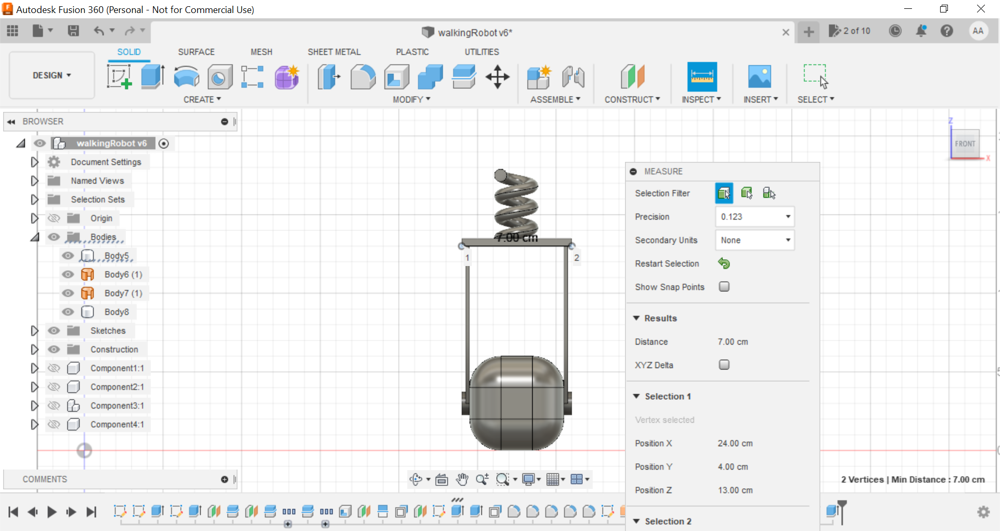 Autodesk Fusion 360 (Personal - Not for Commercial Use)
walkingRobot v6*
2 of 10
AA
SOLID
SURFACE
MESH
SHEET METAL
PLASTIC
UTILITIES
DESIGN
CREATE
MODIFY
ASSEMBLE
CONSTRUCT
INSPECT
INSERT
SELECT
BROWSER
walkingRobot v6
Document Settings
Named Views
Selection Sets
Origin
Bodies
Body5
Body6 (1)
Body7 (1)
Body8
Sketches
Construction
Component1:1
Component2:1
Component3:1
Component4:1
COMMENTS
Z
FRONT
X
7.00 cm
1
2
MEASURE
Selection Filter
Precision
0.123
Secondary Units
None
Restart Selection
Show Snap Points
Results
Distance
7.00 cm
XYZ Delta
Selection 1
Vertex selected
Position X
24.00 cm
Position Y
4.00 cm
Position Z
13.00 cm
Selection 2
2 Vertices | Min Distance : 7.00 cm